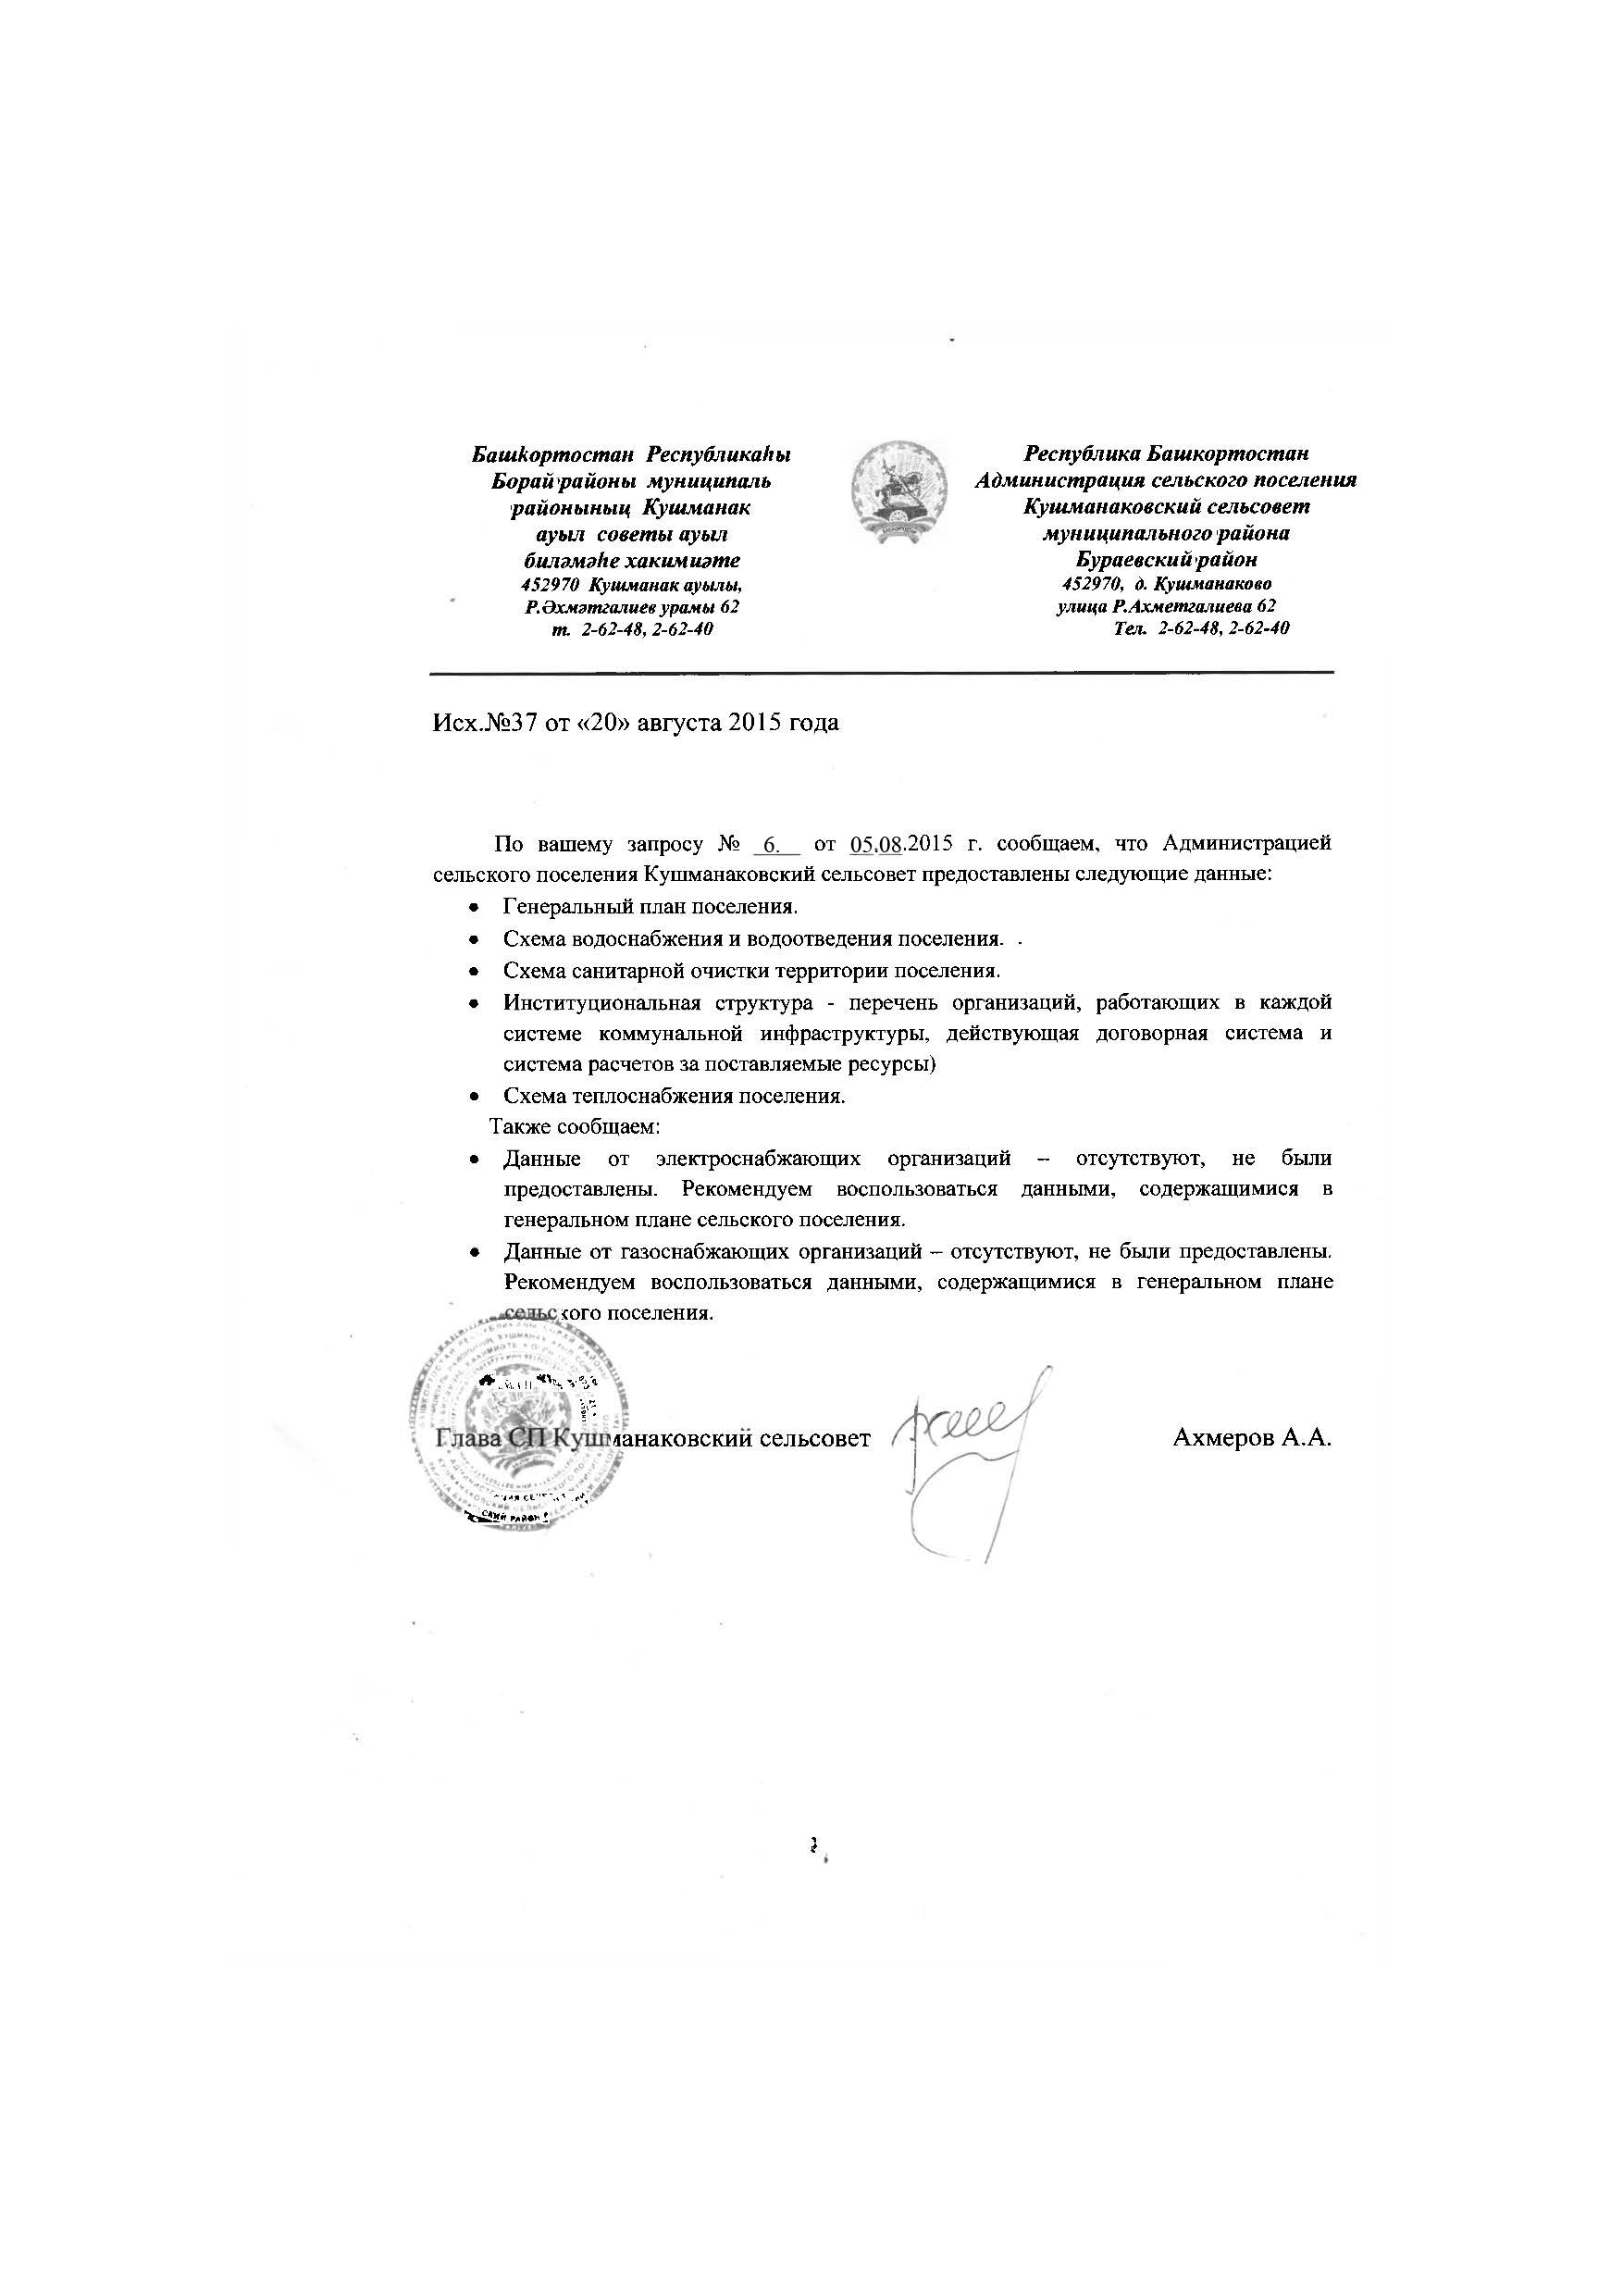 Башкортостан Республикаһы
Борай районы муниципаль
районының Кушманак
ауыл советы ауыл
биләмәһе хакимиәте
452970 Кушманак ауылы,
Р.Әхмәтгалиев урамы 62
т. 2-62-48, 2-62-40
Республика Башкортостан
Администрация сельского поселения
Кушманаковский сельсовет
муниципального района
Бураевский район
452970, д. Кушманаково
улица Р.Ахметгалиева 62
Тел. 2-62-48, 2-62-40
Исх.№37 от «20» августа 2015 года
По вашему запросу № 6. от 05.08.2015 г. сообщаем, что Администрацией
сельского поселения Кушманаковский сельсовет предоставлены следующие данные:
• Генеральный план поселения.
• Схема водоснабжения и водоотведения поселения. .
• Схема санитарной очистки территории поселения.
• Институциональная структура - перечень организаций, работающих в каждой
системе коммунальной инфраструктуры, действующая договорная система и
система расчетов за поставляемые ресурсы)
• Схема теплоснабжения поселения.
Также сообщаем:
• Данные от электроснабжающих организаций – отсутствуют, не были
предоставлены. Рекомендуем воспользоваться данными, содержащимися в
генеральном плане сельского поселения.
• Данные от газоснабжающих организаций – отсутствуют, не были предоставлены.
Рекомендуем воспользоваться данными, содержащимися в генеральном плане
сельского поселения.
Глава СП Кушманаковский сельсовет
Ахмеров А.А.